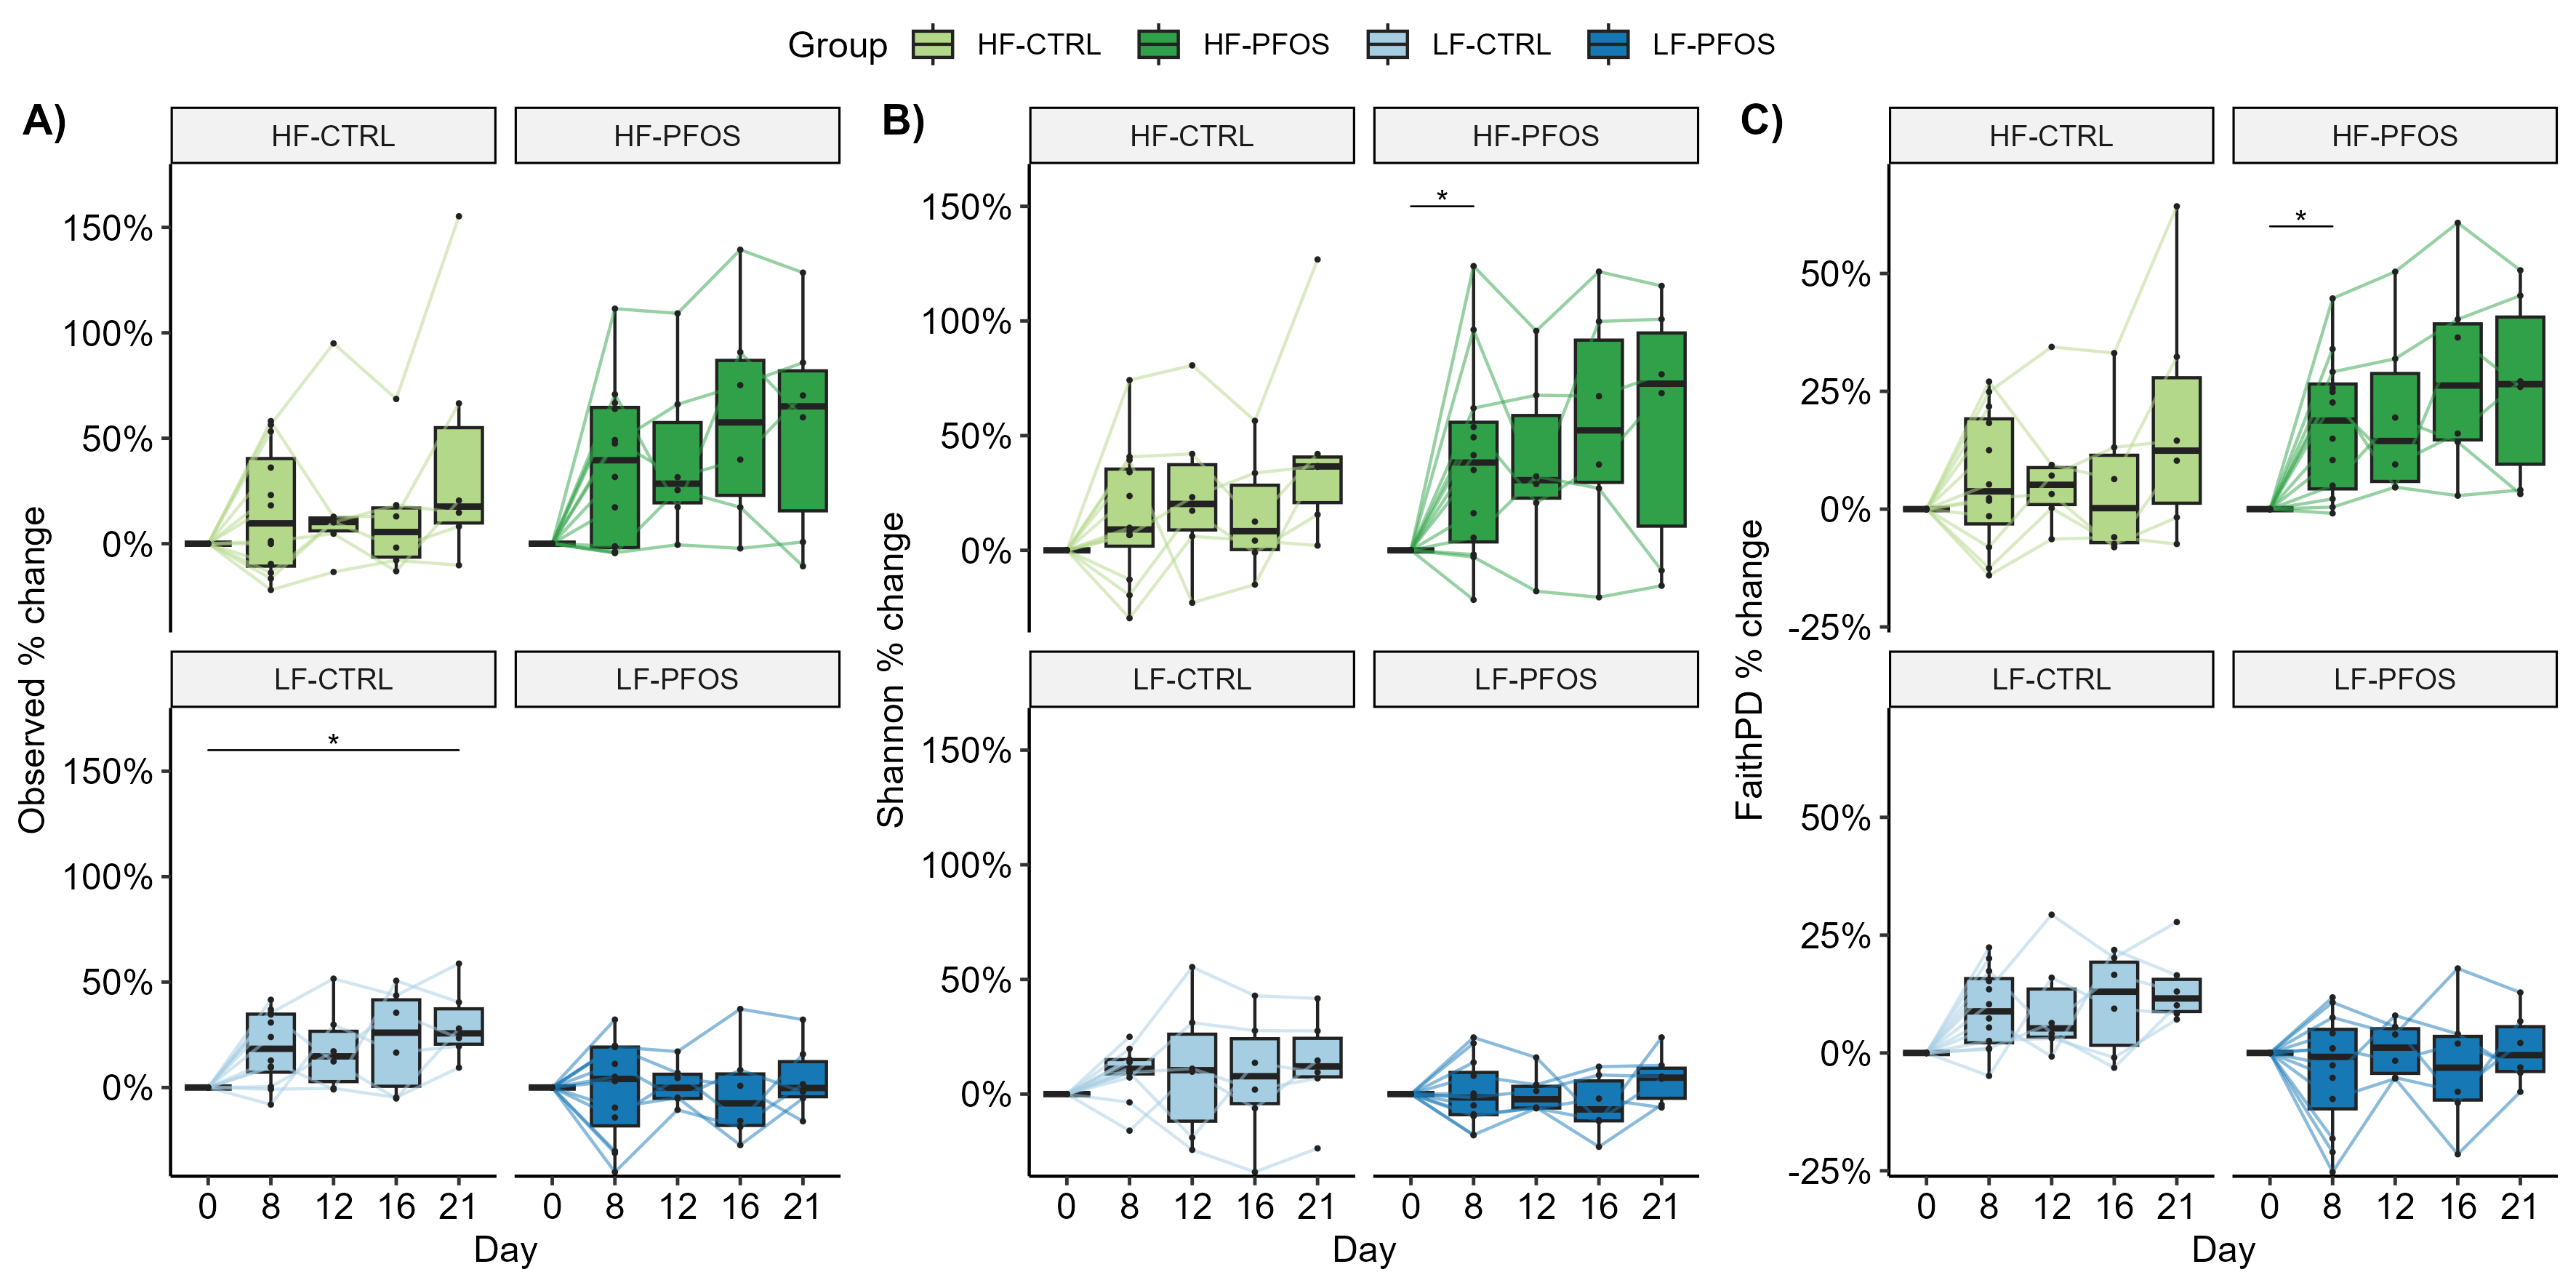 Group HF-CTRL HF-PFOS LF-CTRL LF-PFOS
A)
Observed % change
HF-CTRL HF-PFOS
150%
100%
50%
0%
LF-CTRL LF-PFOS
*
150%
100%
50%
0%
0 8 12 16 21 0 8 12 16 21
Day
B)
Shannon % change
HF-CTRL HF-PFOS
*
150%
100%
50%
0%
LF-CTRL LF-PFOS
150%
100%
50%
0%
0 8 12 16 21 0 8 12 16 21
Day
C)
FaithPD % change
HF-CTRL HF-PFOS
*
50%
25%
0%
-25%
LF-CTRL LF-PFOS
50%
25%
0%
-25%
0 8 12 16 21 0 8 12 16 21
Day